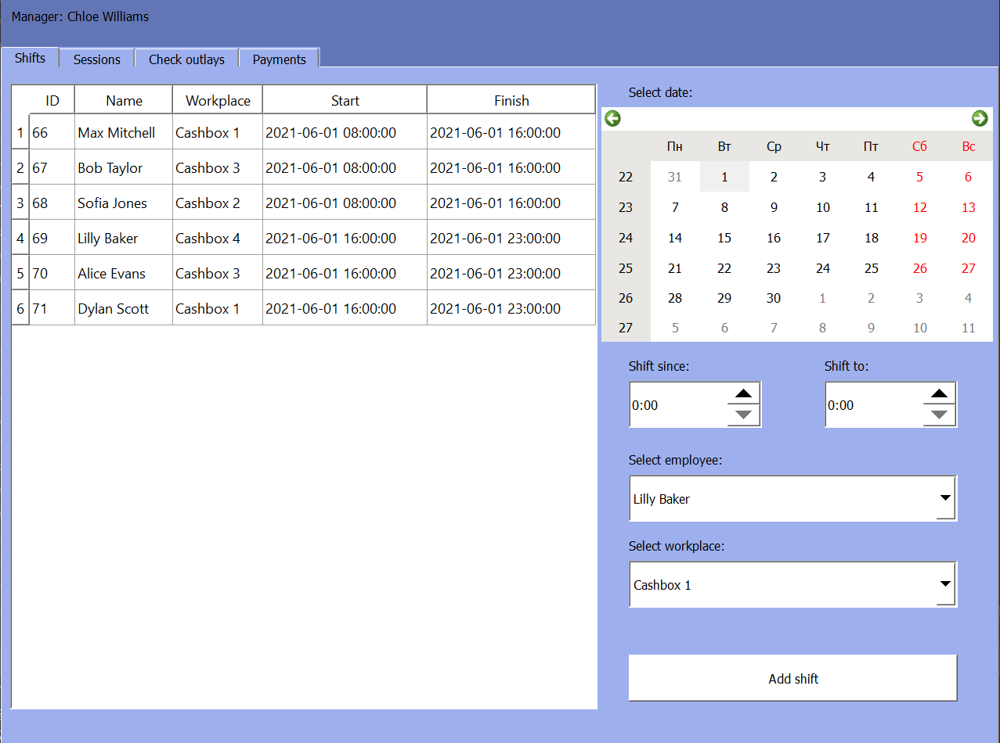 Manager: Chloe Williams
Shifts Sessions Check outlays Payments
ID Name Workplace Start Finish
1 66 Max Mitchell Cashbox 1 2021-06-01 08:00:00 2021-06-01 16:00:00
2 67 Bob Taylor Cashbox 3 2021-06-01 08:00:00 2021-06-01 16:00:00
3 68 Sofia Jones Cashbox 2 2021-06-01 08:00:00 2021-06-01 16:00:00
4 69 Lilly Baker Cashbox 4 2021-06-01 16:00:00 2021-06-01 23:00:00
5 70 Alice Evans Cashbox 3 2021-06-01 16:00:00 2021-06-01 23:00:00
6 71 Dylan Scott Cashbox 1 2021-06-01 16:00:00 2021-06-01 23:00:00
Select date:
Пн Вт Ср Чт Пт Сб Вс
22 31 1 2 3 4 5 6
23 7 8 9 10 11 12 13
24 14 15 16 17 18 19 20
25 21 22 23 24 25 26 27
26 28 29 30 1 2 3 4
27 5 6 7 8 9 10 11
Shift since: Shift to:
0:00 0:00
Select employee:
Lilly Baker
Select workplace:
Cashbox 1
Add shift